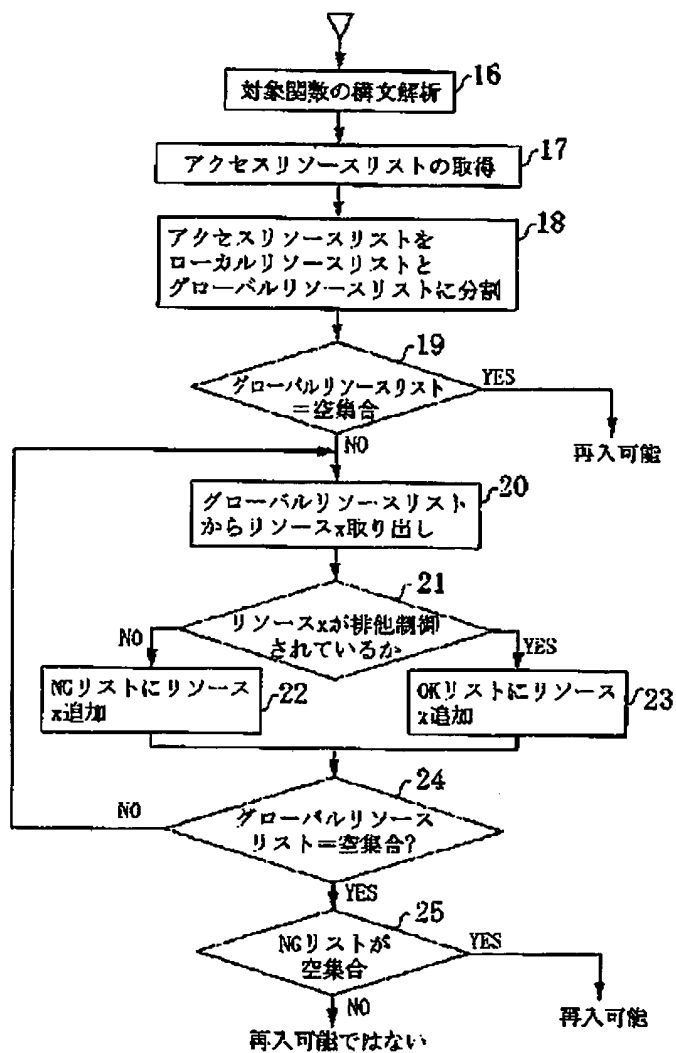 対象関数の構文解析
16
アクセスリソースリストの取得
17
アクセスリソースリストを
ローカルリソースリストと
グローバルリソースリストに分割
18
19
グローバルリソースリスト
=空集合
YES
再入可能
NO
グローバルリソースリスト
からリソースx取り出し
20
21
リソースxが排他制御
されているか
NO
YES
NGリストにリソース
x追加
22
OKリストにリソース
x追加
23
24
グローバルリソース
リスト=空集合?
NO
YES
25
NGリストが
空集合
YES
再入可能
NO
再入可能ではない